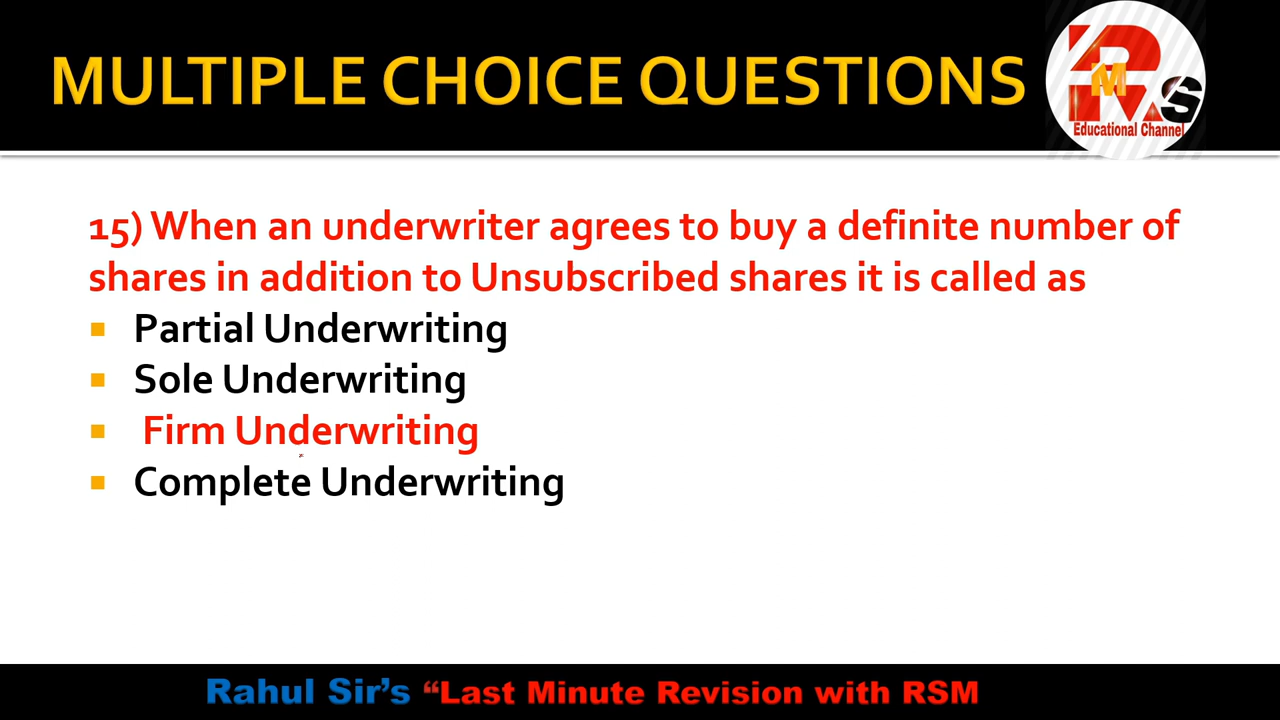 MULTIPLE CHOICE QUESTIONS
RMS
Educational Channel
15) When an underwriter agrees to buy a definite number of
shares in addition to Unsubscribed shares it is called as
Partial Underwriting
Sole Underwriting
Firm Underwriting
Complete Underwriting
Rahul Sir's "Last Minute Revision with RSM